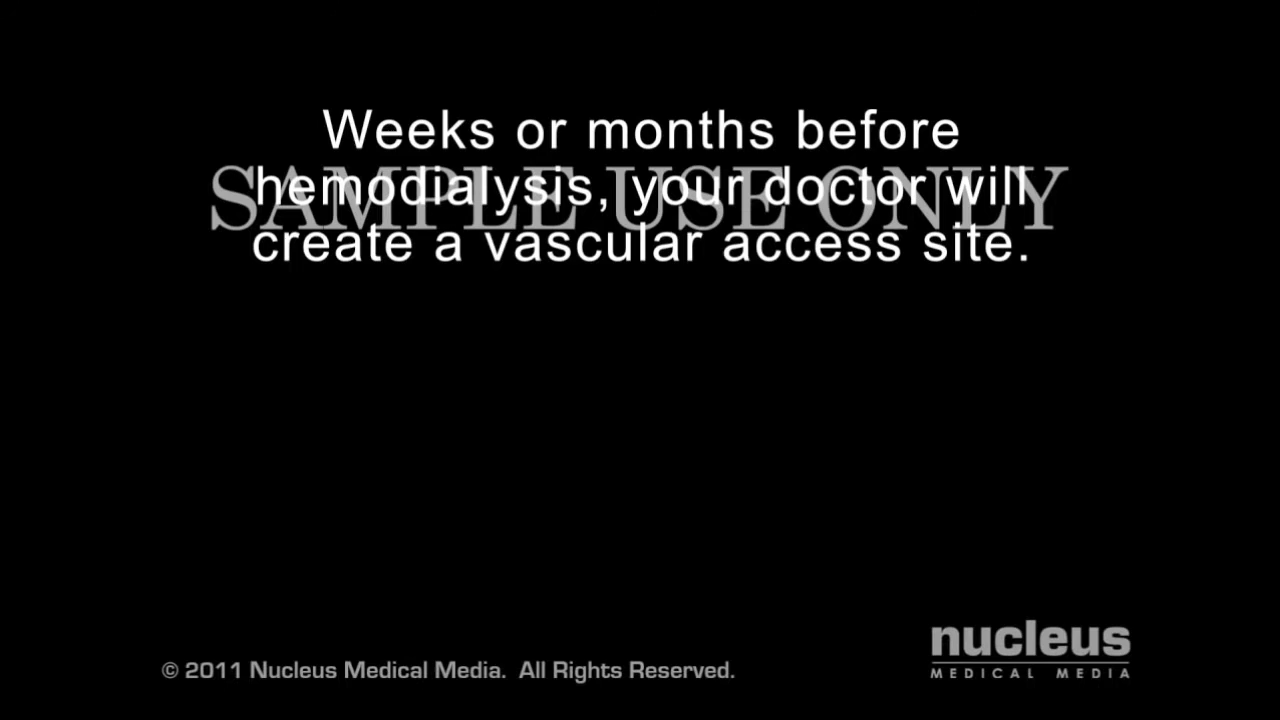 Weeks or months before
SAMPLE USE ONLY
hemodialysis, your doctor will
create a vascular access site.
nucleus
MEDICAL MEDIA
© 2011 Nucleus Medical Media. All Rights Reserved.